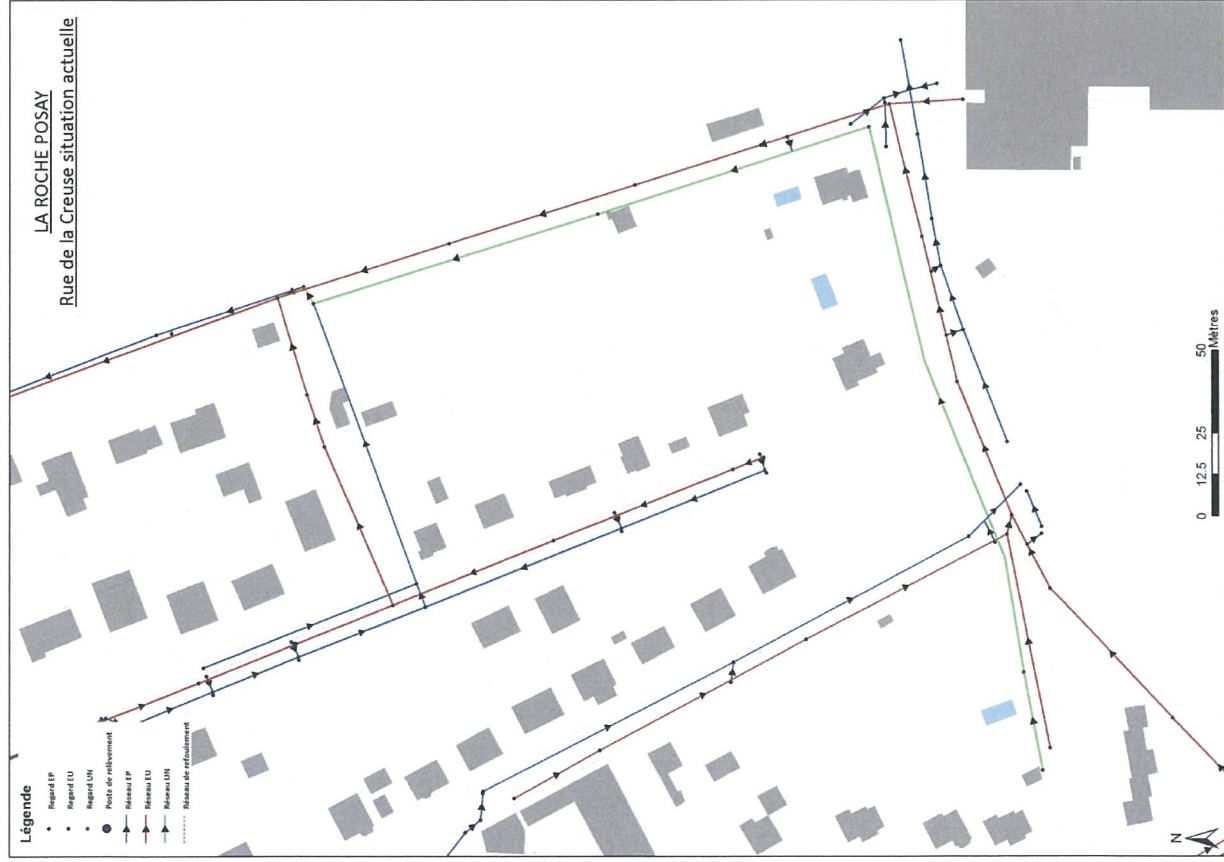 LA ROCHE POSAY
Rue de la Creuse situation actuelle
Légende
Regard EP
Regard EU
Regard UN
Poste de relèvement
Réseau EP
Réseau EU
Réseau UN
Réseau de refoulement
N
0 12.5 25 50
Mètres